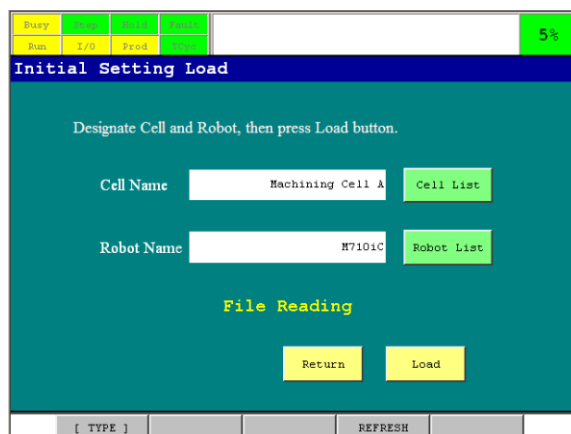 Busy Step Hold Fault
Run I/O Prod TCyc
5%
Initial Setting Load
Designate Cell and Robot, then press Load button.
Cell Name Machining Cell A Cell List
Robot Name M710iC Robot List
File Reading
Return Load
[ TYPE ] REFRESH